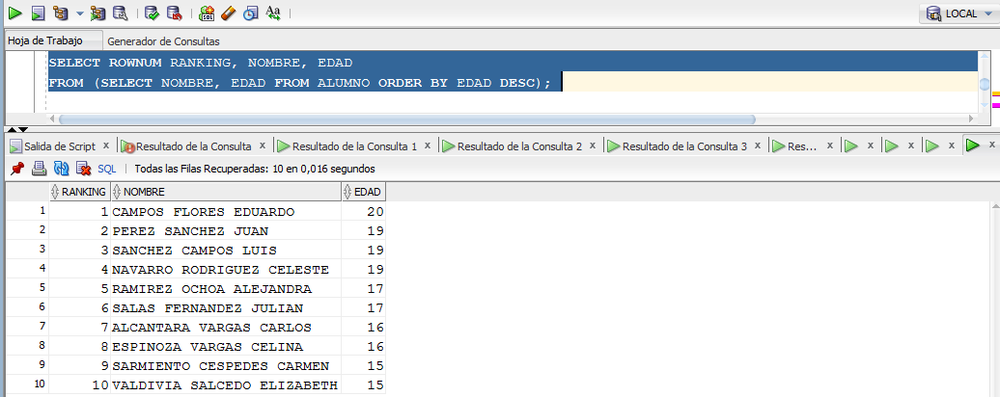 LOCAL
Hoja de Trabajo Generador de Consultas
SELECT ROWNUM RANKING, NOMBRE, EDAD
FROM (SELECT NOMBRE, EDAD FROM ALUMNO ORDER BY EDAD DESC);
Salida de Script x Resultado de la Consulta x Resultado de la Consulta 1 x Resultado de la Consulta 2 x Resultado de la Consulta 3 x Res... x x x x x
SQL | Todas las Filas Recuperadas: 10 en 0,016 segundos
RANKING NOMBRE EDAD
1 1 CAMPOS FLORES EDUARDO 20
2 2 PEREZ SANCHEZ JUAN 19
3 3 SANCHEZ CAMPOS LUIS 19
4 4 NAVARRO RODRIGUEZ CELESTE 19
5 5 RAMIREZ OCHOA ALEJANDRA 17
6 6 SALAS FERNANDEZ JULIAN 17
7 7 ALCANTARA VARGAS CARLOS 16
8 8 ESPINOZA VARGAS CELINA 16
9 9 SARMIENTO CESPEDES CARMEN 15
10 10 VALDIVIA SALCEDO ELIZABETH 15